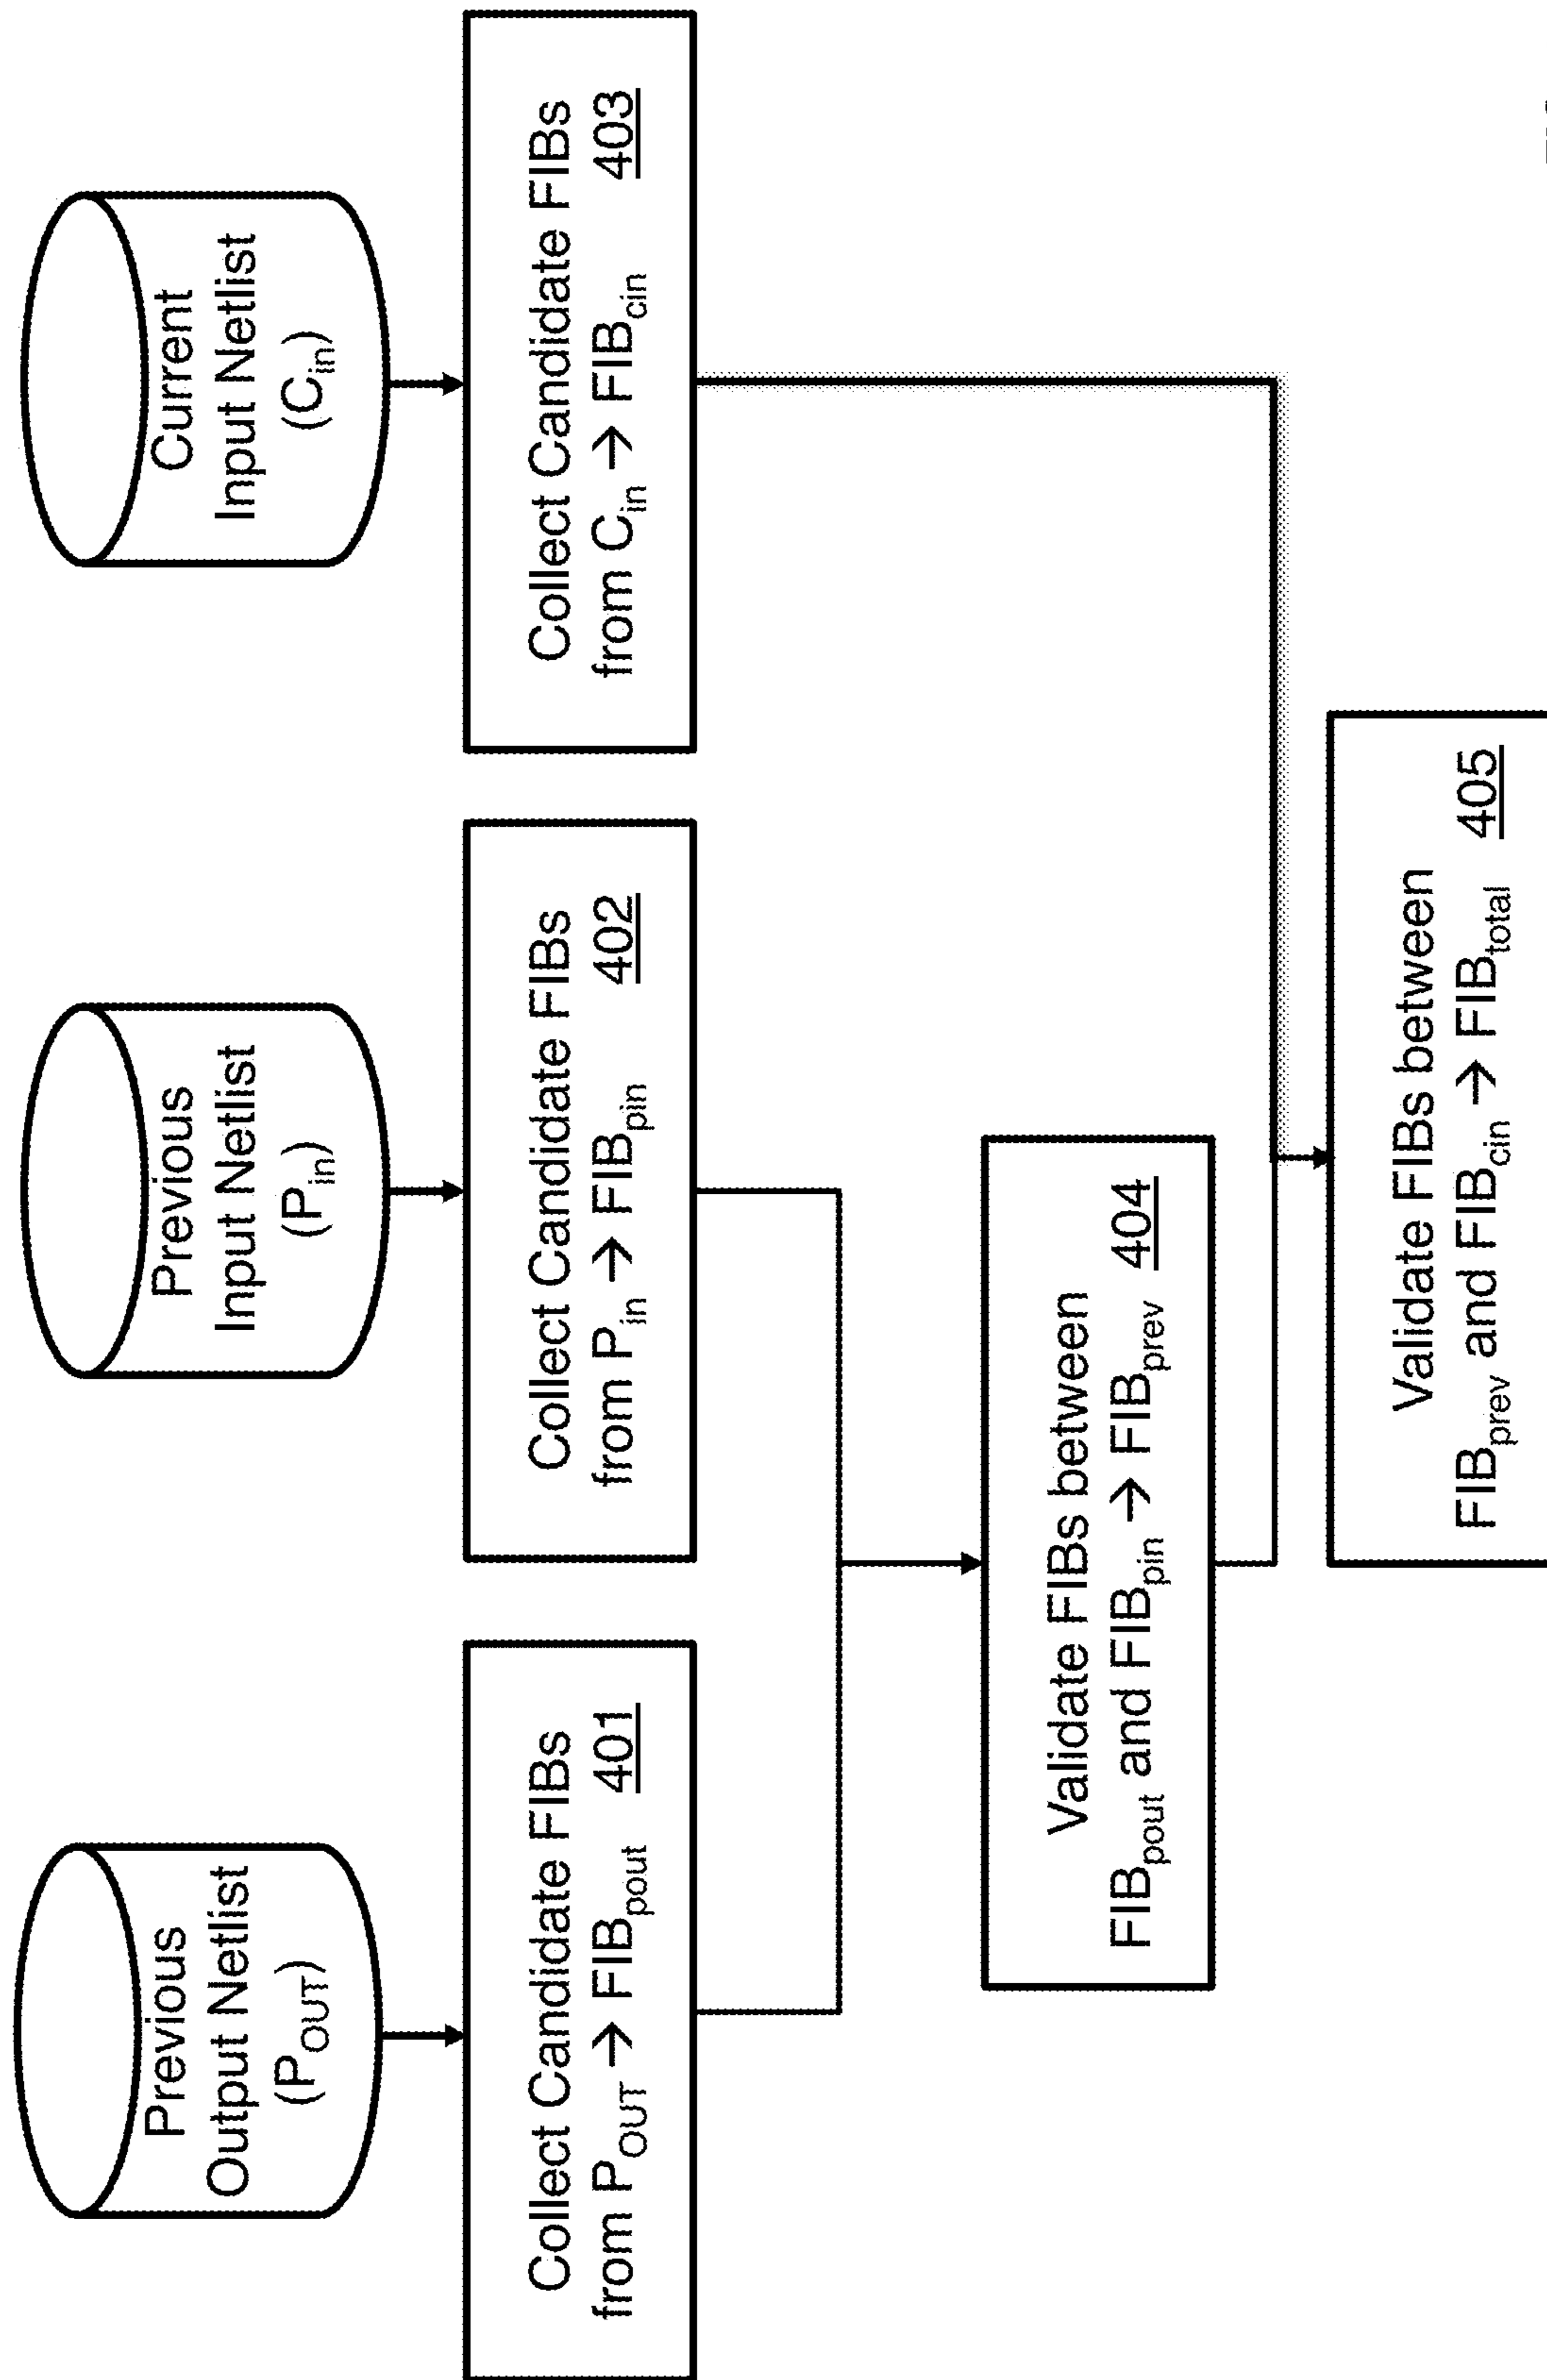 Previous
Output Netlist
(P_OUT)
Previous
Input Netlist
(P_in)
Current
Input Netlist
(C_in)
Collect Candidate FIBs
from P_OUT → FIB_pout 401
Collect Candidate FIBs
from P_in → FIB_pin 402
Collect Candidate FIBs
from C_in → FIB_cin 403
Validate FIBs between
FIB_pout and FIB_pin → FIB_prev 404
Validate FIBs between
FIB_prev and FIB_cin → FIB_total 405